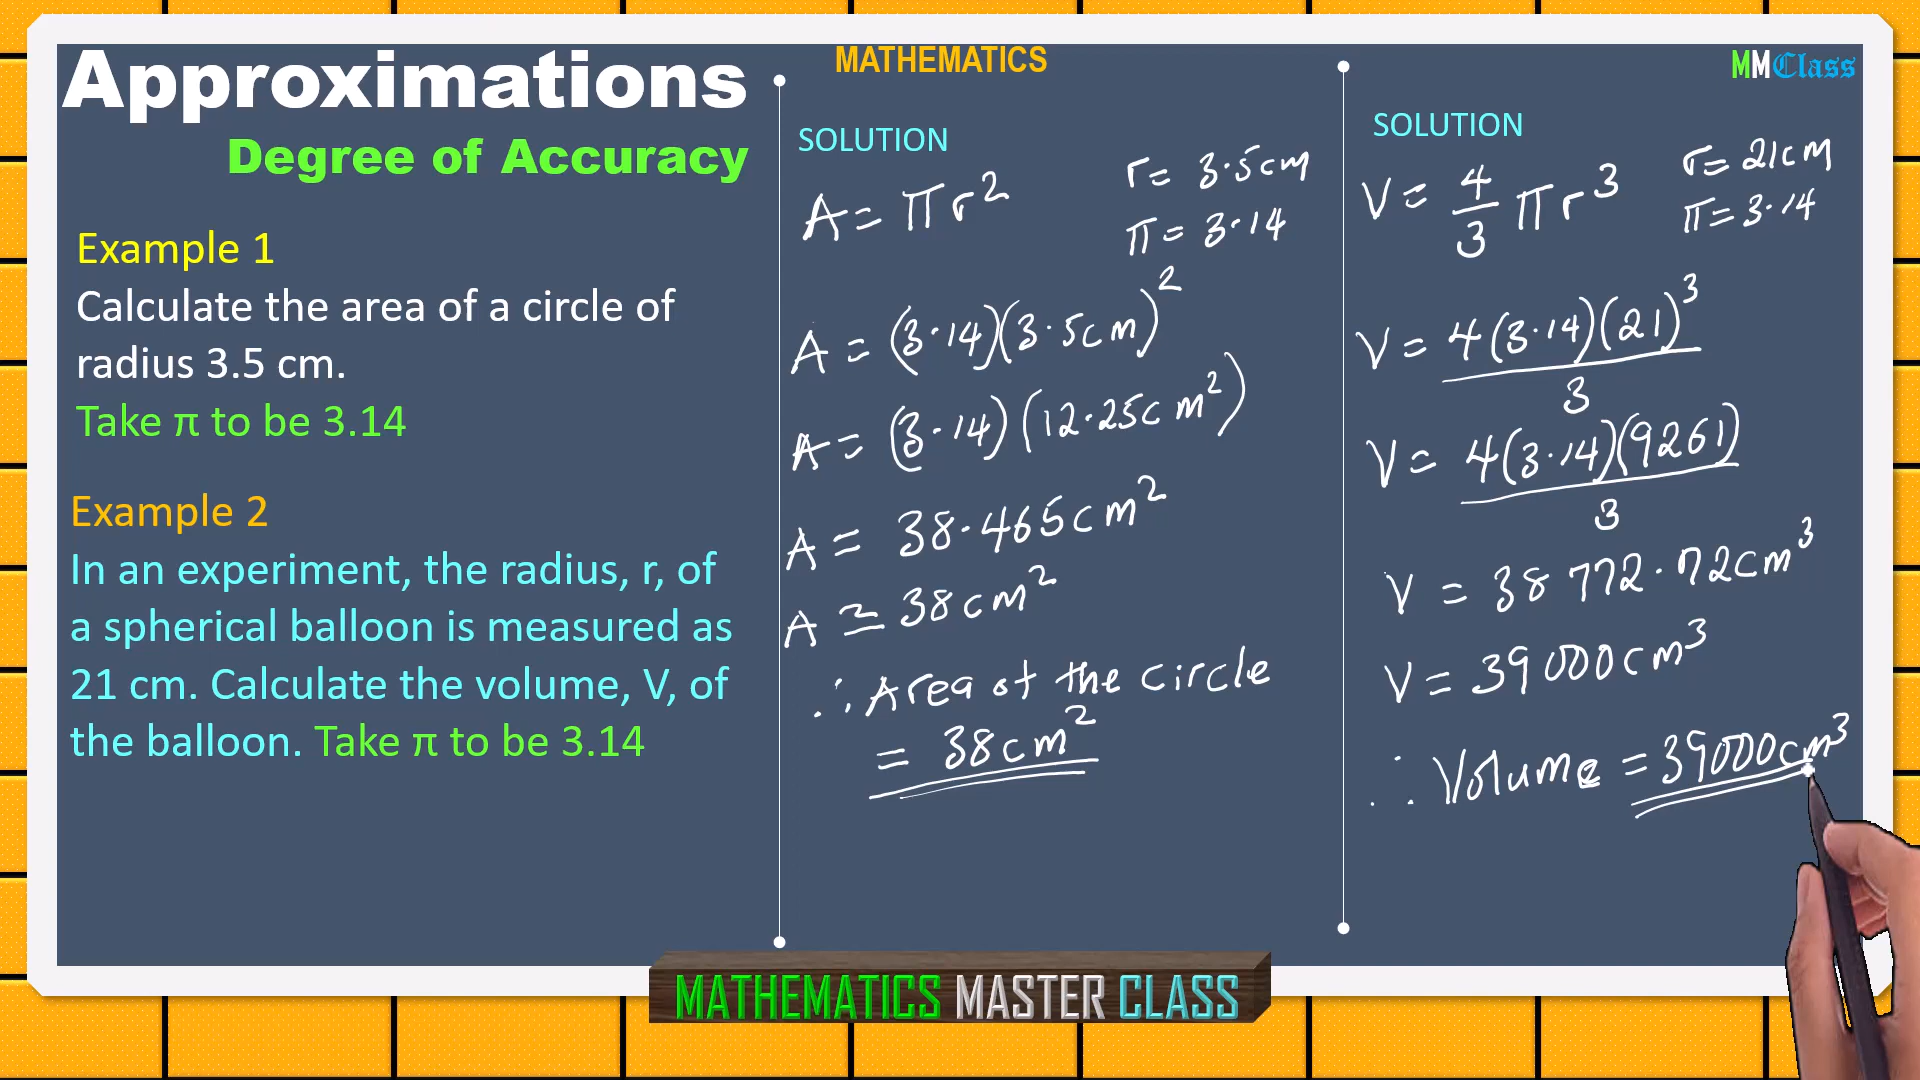 Approximations
Degree of Accuracy
Example 1
Calculate the area of a circle of
radius 3.5 cm.
Take π to be 3.14
Example 2
In an experiment, the radius, r, of
a spherical balloon is measured as
21 cm. Calculate the volume, V, of
the balloon. Take π to be 3.14
MATHEMATICS
SOLUTION
A = πr² r = 3.5cm
π = 3.14
A = (3.14)(3.5cm)²
A = (3.14)(12.25cm²)
A = 38.465cm²
A ≃ 38cm²
∴ Area of the circle
= 38cm²
MMClass
SOLUTION
V = 4/3 πr³ r = 21cm
π = 3.14
V = 4(3.14)(21)³
3
V = 4(3.14)(9261)
3
V = 38 772.72cm³
V = 39000cm³
∴ Volume = 39000cm³
MATHEMATICS MASTER CLASS